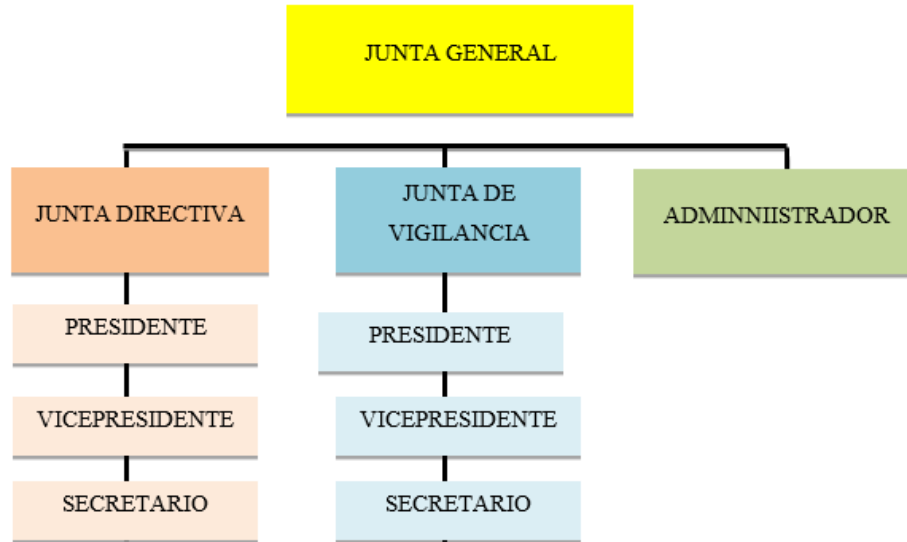 JUNTA GENERAL
JUNTA DIRECTIVA
JUNTA DE
VIGILANCIA
ADMINNIISTRADOR
PRESIDENTE
PRESIDENTE
VICEPRESIDENTE
VICEPRESIDENTE
SECRETARIO
SECRETARIO